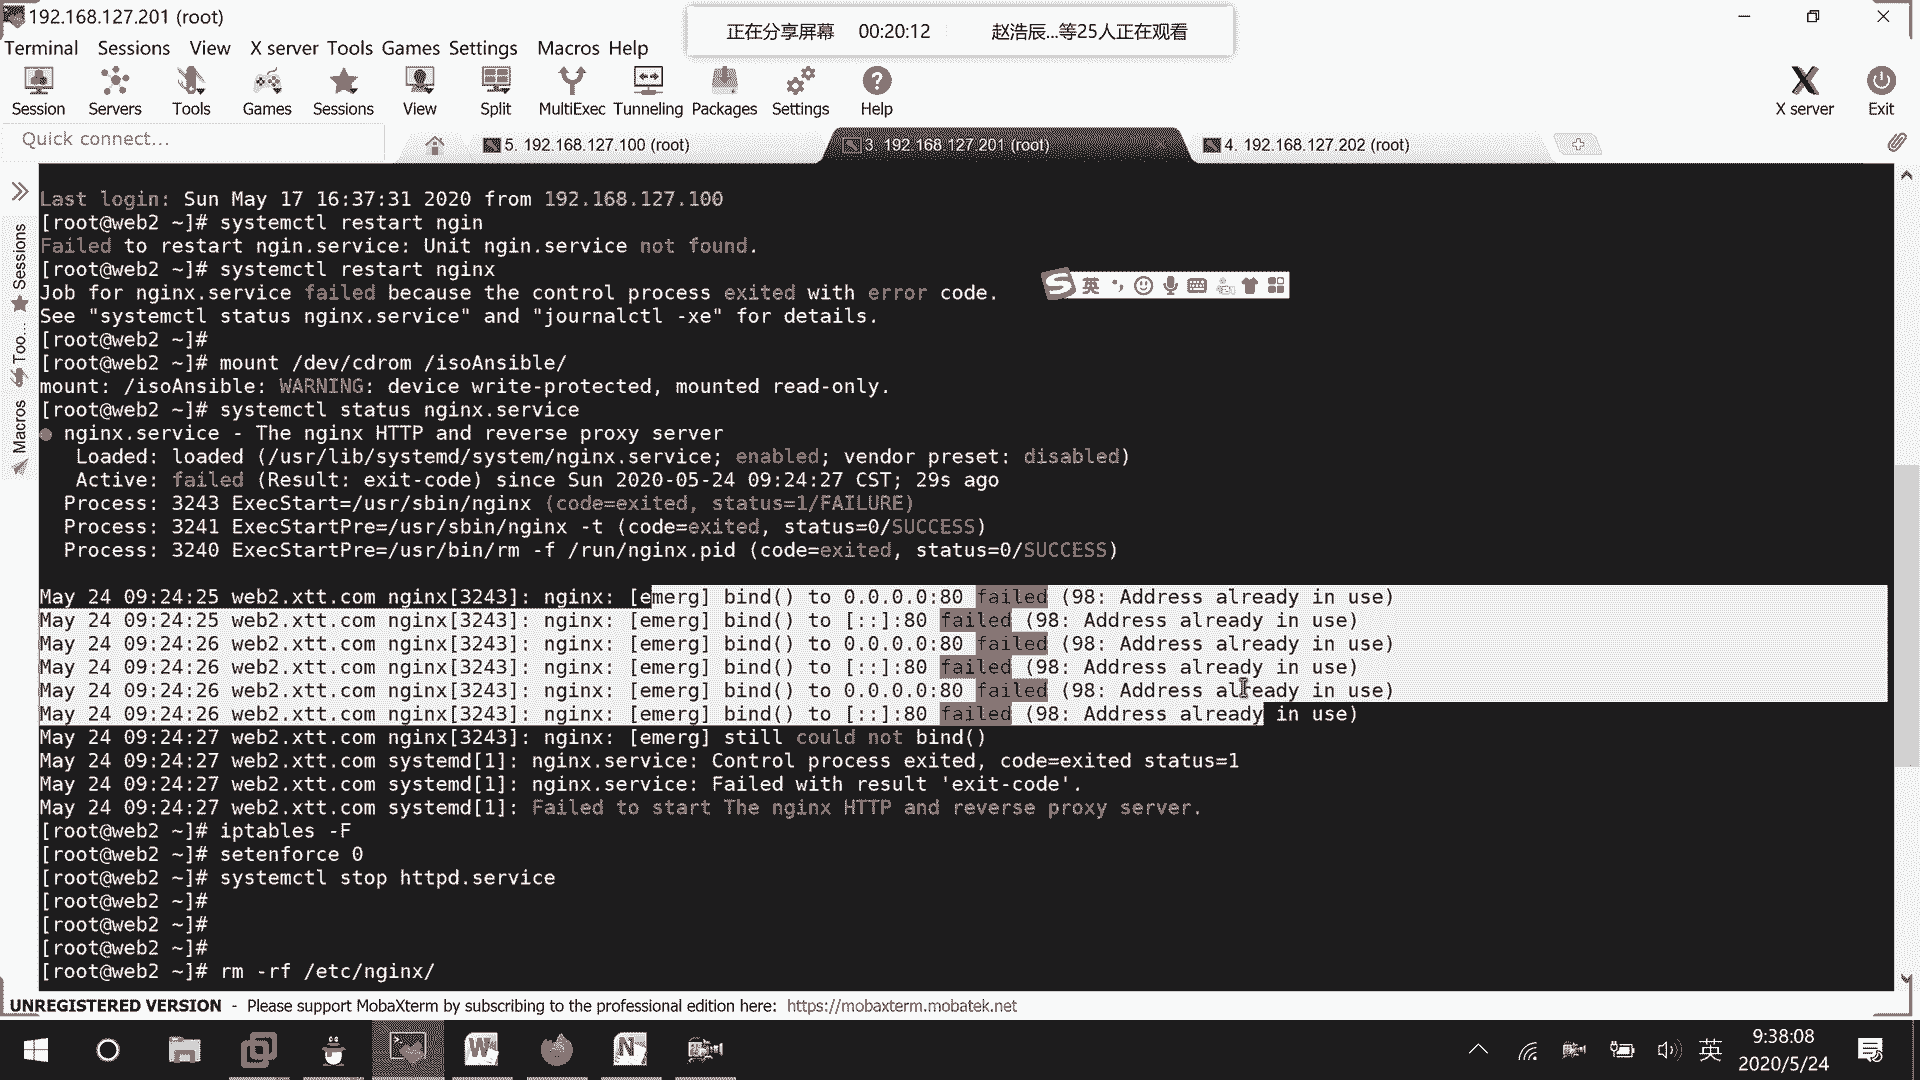 192.168.127.201 (root)
正在分享屏幕 00:20:12 赵浩辰...等25人正在观看
Terminal Sessions View X server Tools Games Settings Macros Help
Session Servers Tools Games Sessions View Split MultiExec Tunneling Packages Settings Help X server Exit
Quick connect...
5. 192.168.127.100 (root)
3. 192.168.127.201 (root)
4. 192.168.127.202 (root)
Sessions
Too...
Macros
Last login: Sun May 17 16:37:31 2020 from 192.168.127.100
[root@web2 ~]# systemctl restart ngin
Failed to restart ngin.service: Unit ngin.service not found.
[root@web2 ~]# systemctl restart nginx
Job for nginx.service failed because the control process exited with error code.
See "systemctl status nginx.service" and "journalctl -xe" for details.
[root@web2 ~]#
[root@web2 ~]# mount /dev/cdrom /isoAnsible/
mount: /isoAnsible: WARNING: device write-protected, mounted read-only.
[root@web2 ~]# systemctl status nginx.service
● nginx.service - The nginx HTTP and reverse proxy server
Loaded: loaded (/usr/lib/systemd/system/nginx.service; enabled; vendor preset: disabled)
Active: failed (Result: exit-code) since Sun 2020-05-24 09:24:27 CST; 29s ago
Process: 3243 ExecStart=/usr/sbin/nginx (code=exited, status=1/FAILURE)
Process: 3241 ExecStartPre=/usr/sbin/nginx -t (code=exited, status=0/SUCCESS)
Process: 3240 ExecStartPre=/usr/bin/rm -f /run/nginx.pid (code=exited, status=0/SUCCESS)
May 24 09:24:25 web2.xtt.com nginx[3243]: nginx: [emerg] bind() to 0.0.0.0:80 failed (98: Address already in use)
May 24 09:24:25 web2.xtt.com nginx[3243]: nginx: [emerg] bind() to [::]:80 failed (98: Address already in use)
May 24 09:24:26 web2.xtt.com nginx[3243]: nginx: [emerg] bind() to 0.0.0.0:80 failed (98: Address already in use)
May 24 09:24:26 web2.xtt.com nginx[3243]: nginx: [emerg] bind() to [::]:80 failed (98: Address already in use)
May 24 09:24:26 web2.xtt.com nginx[3243]: nginx: [emerg] bind() to 0.0.0.0:80 failed (98: Address already in use)
May 24 09:24:26 web2.xtt.com nginx[3243]: nginx: [emerg] bind() to [::]:80 failed (98: Address already in use)
May 24 09:24:27 web2.xtt.com nginx[3243]: nginx: [emerg] still could not bind()
May 24 09:24:27 web2.xtt.com systemd[1]: nginx.service: Control process exited, code=exited status=1
May 24 09:24:27 web2.xtt.com systemd[1]: nginx.service: Failed with result 'exit-code'.
May 24 09:24:27 web2.xtt.com systemd[1]: Failed to start The nginx HTTP and reverse proxy server.
[root@web2 ~]# iptables -F
[root@web2 ~]# setenforce 0
[root@web2 ~]# systemctl stop httpd.service
[root@web2 ~]#
[root@web2 ~]#
[root@web2 ~]#
[root@web2 ~]# rm -rf /etc/nginx/
英
UNREGISTERED VERSION - Please support MobaXterm by subscribing to the professional edition here: https://mobaxterm.mobatek.net
英
9:38:08
2020/5/24